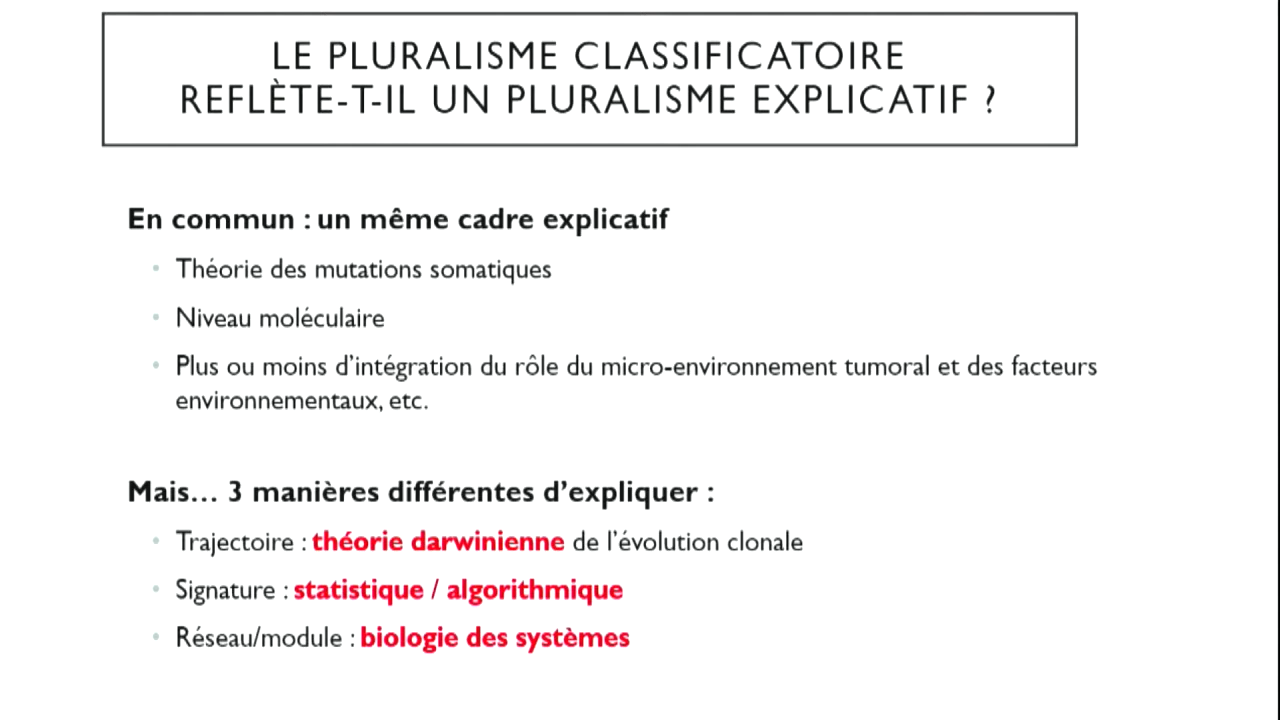 LE PLURALISME CLASSIFICATOIRE
REFLÈTE-T-IL UN PLURALISME EXPLICATIF ?
En commun : un même cadre explicatif
• Théorie des mutations somatiques
• Niveau moléculaire
• Plus ou moins d’intégration du rôle du micro-environnement tumoral et des facteurs
environnementaux, etc.
Mais… 3 manières différentes d’expliquer :
• Trajectoire : théorie darwinienne de l’évolution clonale
• Signature : statistique / algorithmique
• Réseau/module : biologie des systèmes